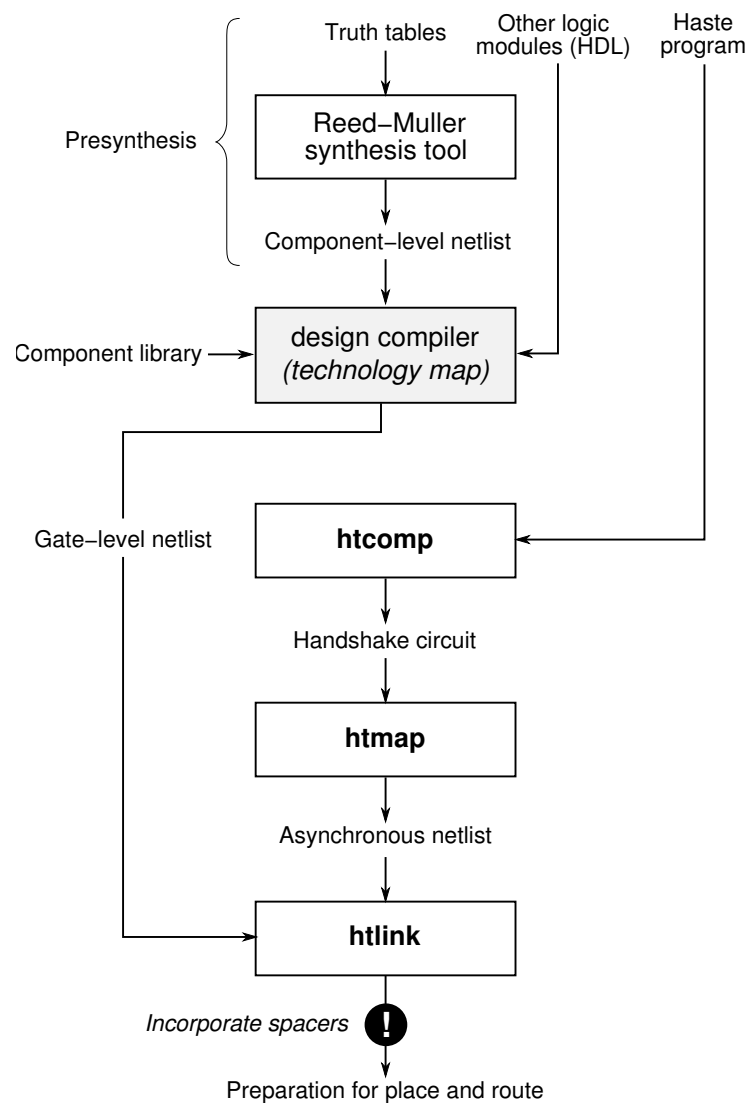 Truth tables
Other logic
modules (HDL)
Haste
program
Presynthesis
Reed−Muller
synthesis tool
Component−level netlist
Component library
design compiler
(technology map)
Gate−level netlist
htcomp
Handshake circuit
htmap
Asynchronous netlist
htlink
Incorporate spacers
!
Preparation for place and route